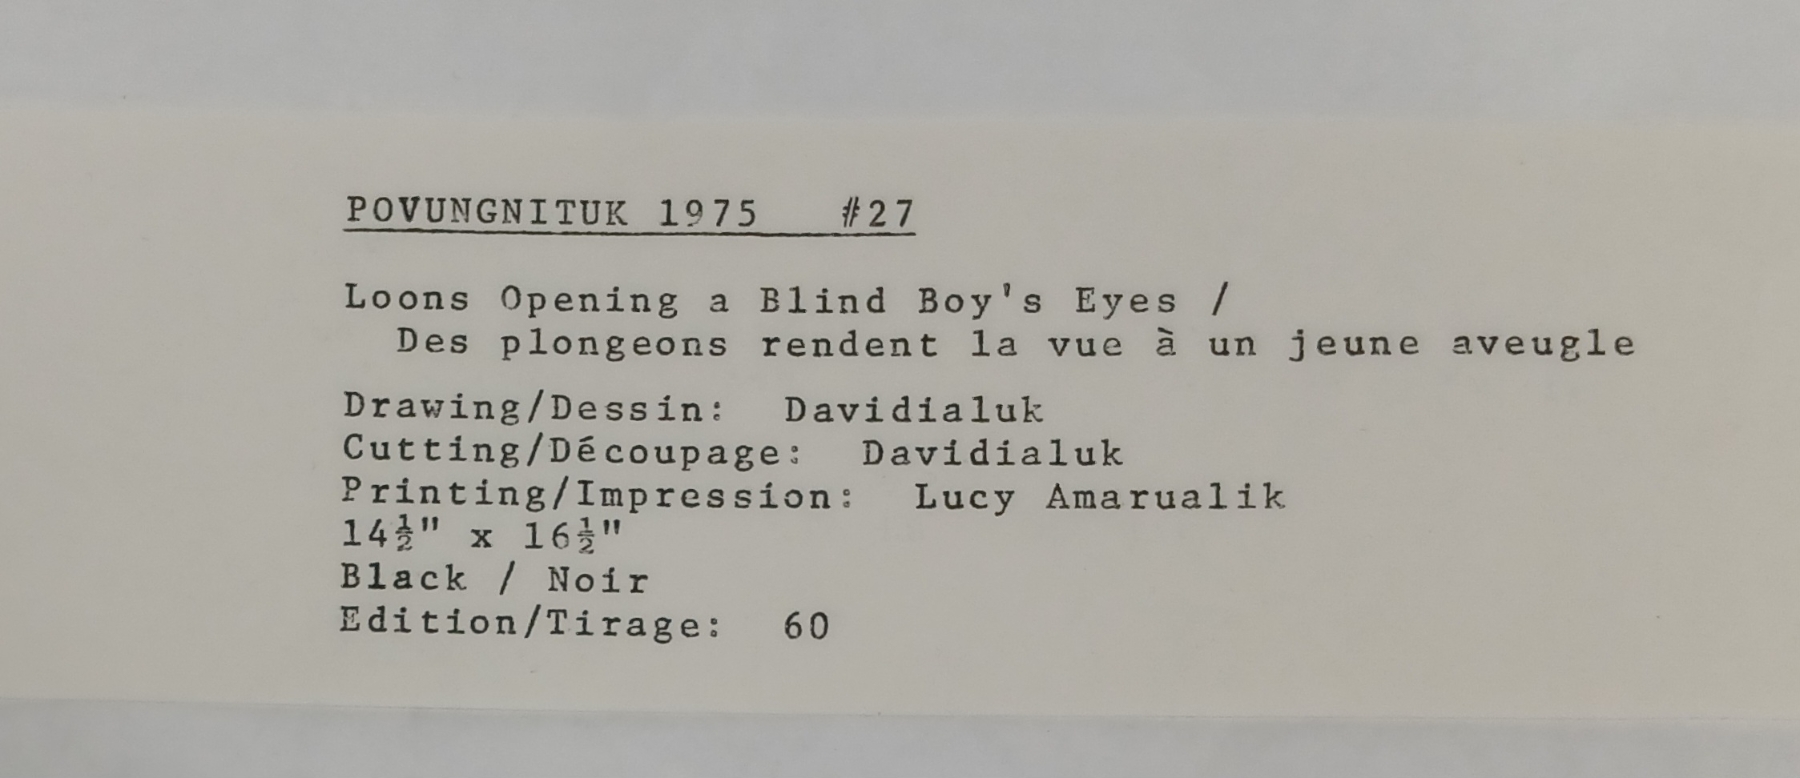 POVUNGNITUK 1975 #27
Loons Opening a Blind Boy's Eyes /
Des plongeons rendent la vue à un jeune aveugle
Drawing/Dessin: Davidialuk
Cutting/Découpage: Davidialuk
Printing/Impression: Lucy Amarualik
14½" x 16½"
Black / Noir
Edition/Tirage: 60